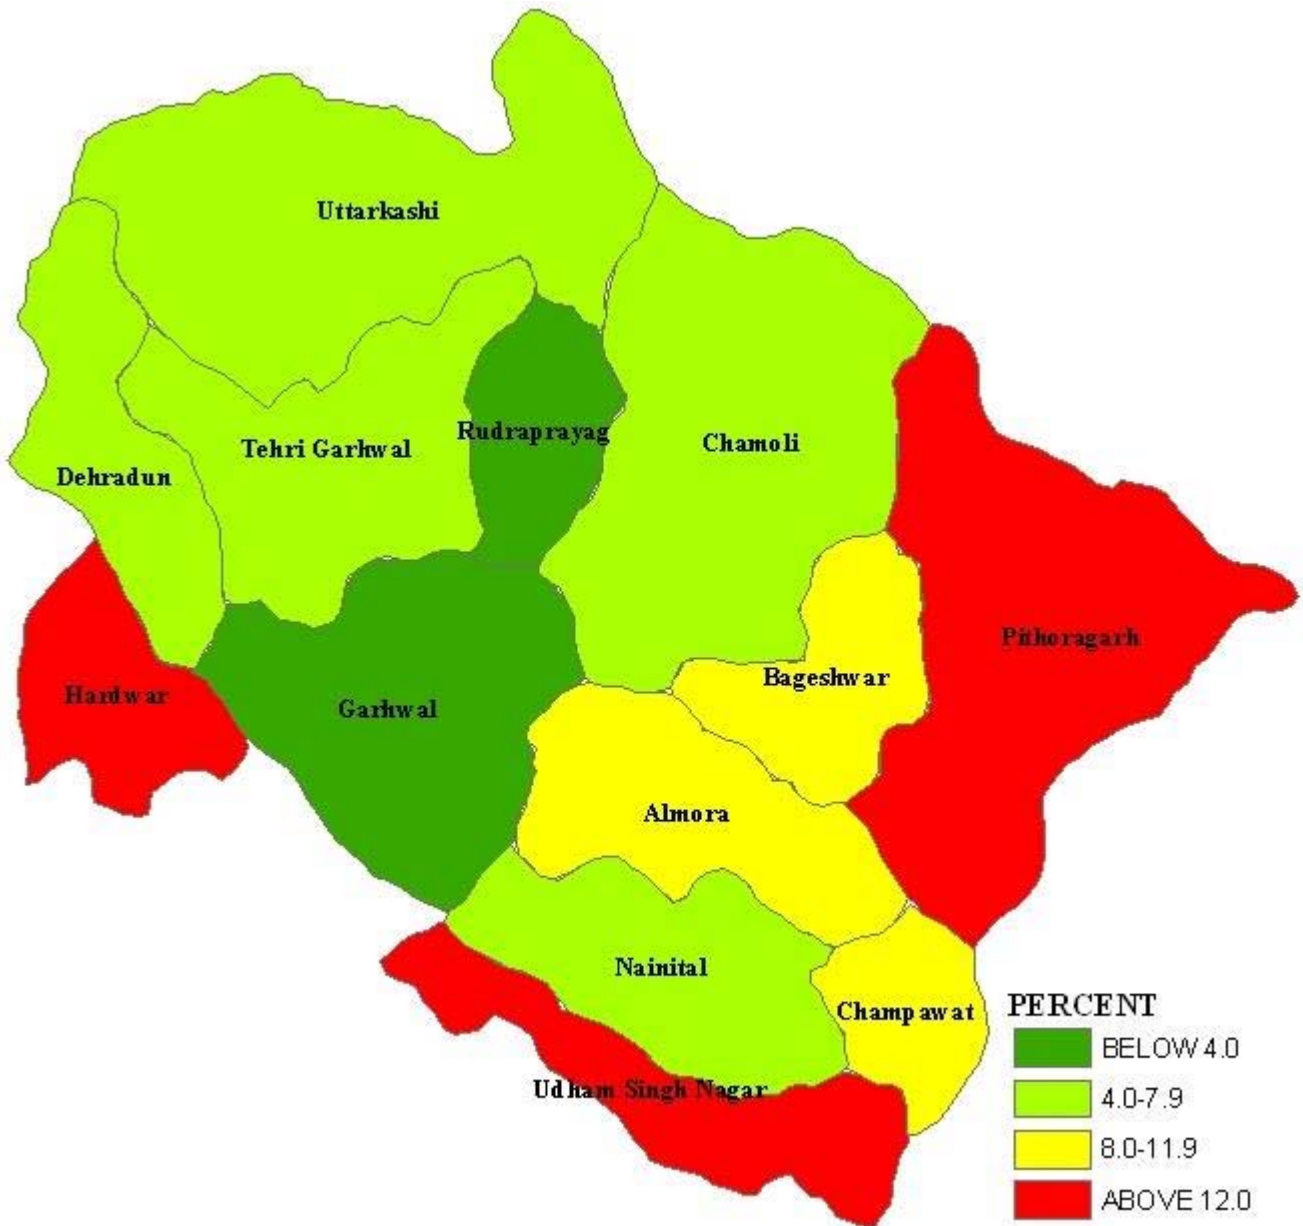 Uttarkashi
Rudraprayag
Tehri Garhwal
Chamoli
Dehradun
Pithoragarh
Bageshwar
Hardwar
Garhwal
Almora
Nainital
Champawat
Udham Singh Nagar
PERCENT
BELOW 4.0
4.0-7.9
8.0-11.9
ABOVE 12.0